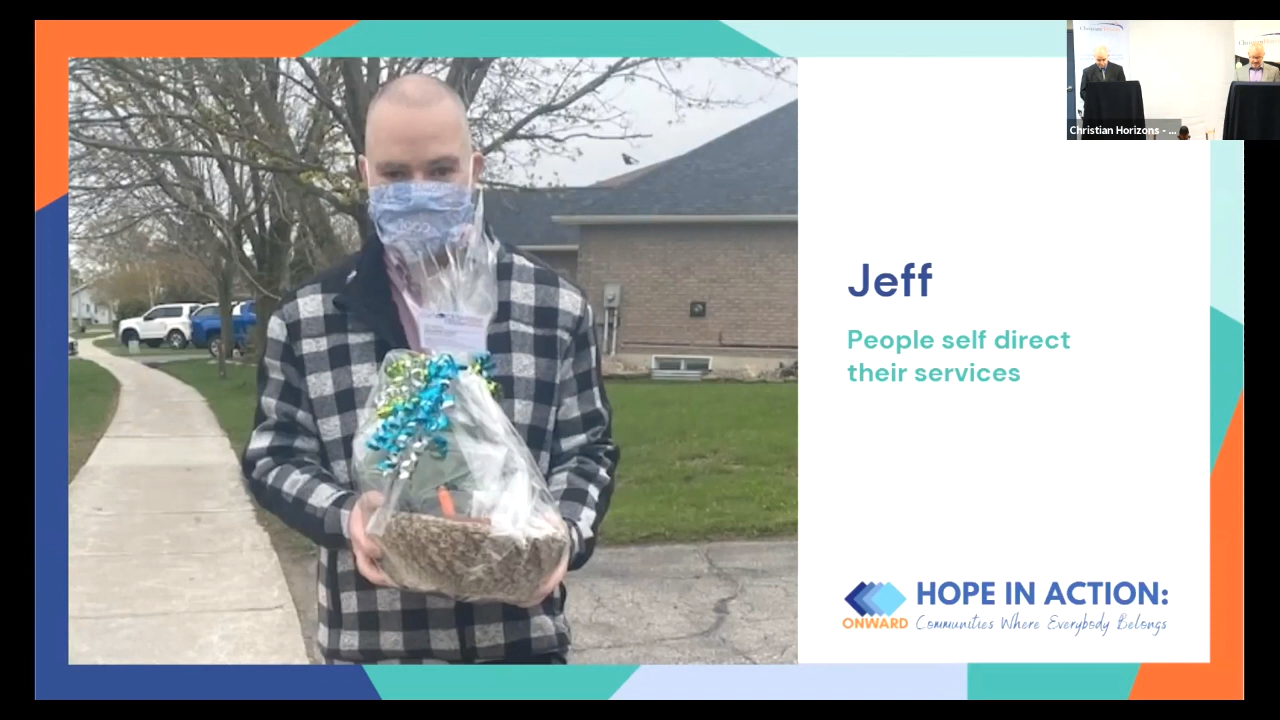 Christian Horizons - ...
Jeff
People self direct
their services
HOPE IN ACTION:
ONWARD
Communities Where Everybody Belongs